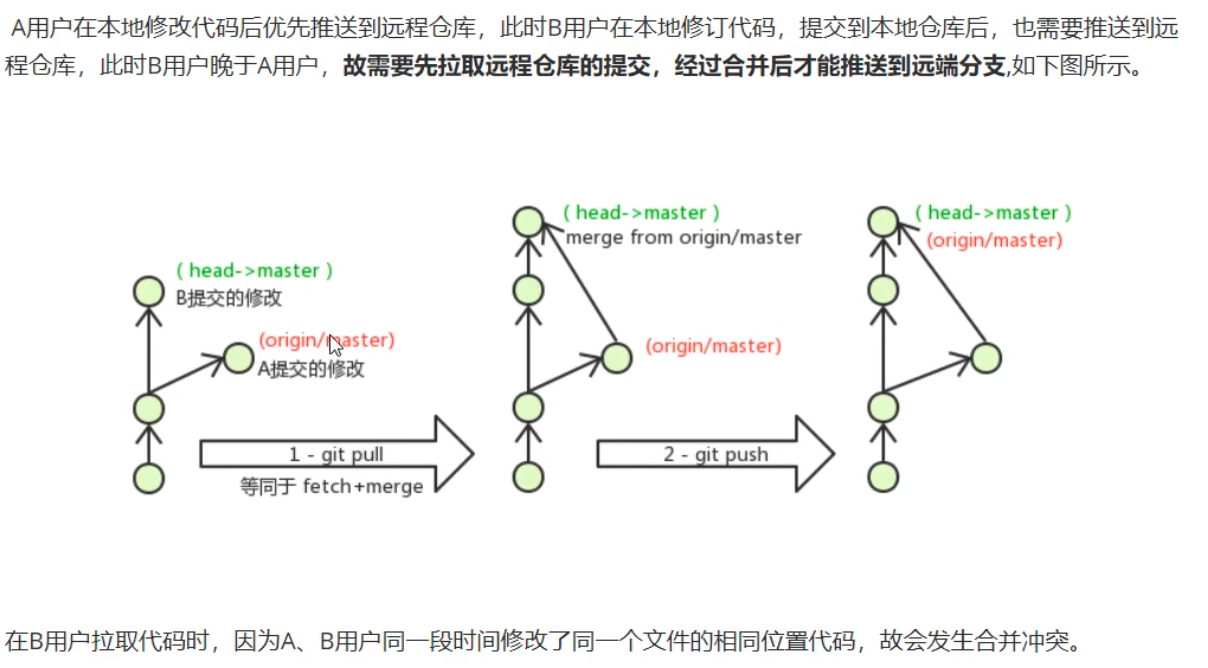 A用户在本地修改代码后优先推送到远程仓库，此时B用户在本地修订代码，提交到本地仓库后，也需要推送到远
程仓库，此时B用户晚于A用户，故需要先拉取远程仓库的提交，经过合并后才能推送到远端分支,如下图所示。
( head->master )
B提交的修改
(origin/master)
A提交的修改
1 - git pull
等同于 fetch+merge
( head->master )
merge from origin/master
(origin/master)
2 - git push
( head->master )
(origin/master)
在B用户拉取代码时，因为A、B用户同一段时间修改了同一个文件的相同位置代码，故会发生合并冲突。